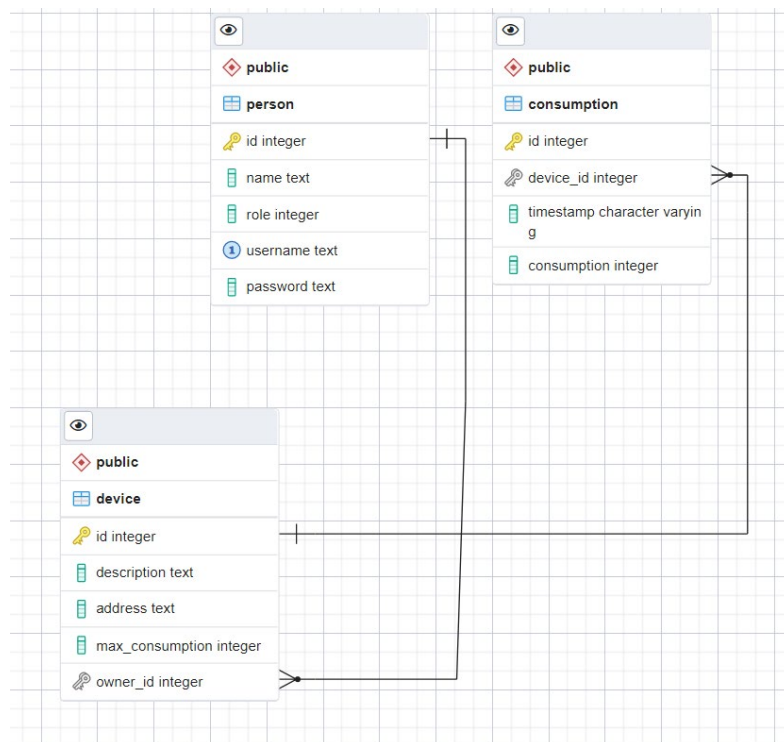 public
person
id integer
name text
role integer
1 username text
password text
public
consumption
id integer
device_id integer
timestamp character varyin
g
consumption integer
public
device
id integer
description text
address text
max_consumption integer
owner_id integer